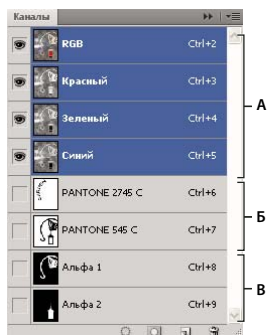 Каналы
RGB Ctrl+2
Красный Ctrl+3
А
Зеленый Ctrl+4
Синий Ctrl+5
PANTONE 2745 C Ctrl+6
Б
PANTONE 545 C Ctrl+7
Альфа 1 Ctrl+8
В
Альфа 2 Ctrl+9